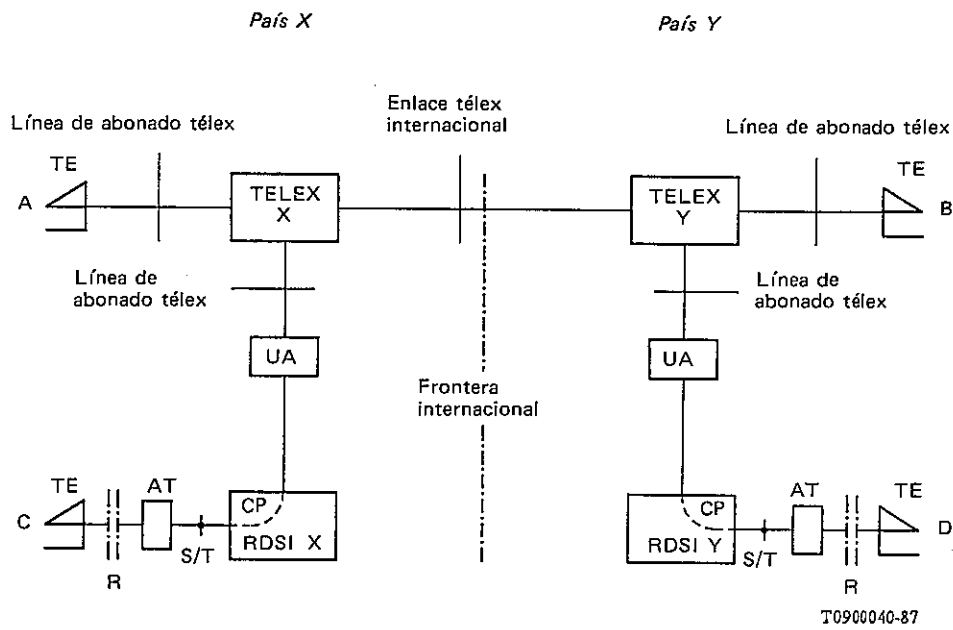 País X
País Y
Enlace télex
internacional
Línea de abonado télex
Línea de abonado télex
TE
TE
A
TELEX
X
TELEX
Y
B
Línea de
abonado télex
Línea de
abonado télex
UA
UA
Frontera
internacional
TE
AT
CP
CP
AT
TE
C
RDSI X
RDSI Y
D
S/T
S/T
R
R
T0900040-87